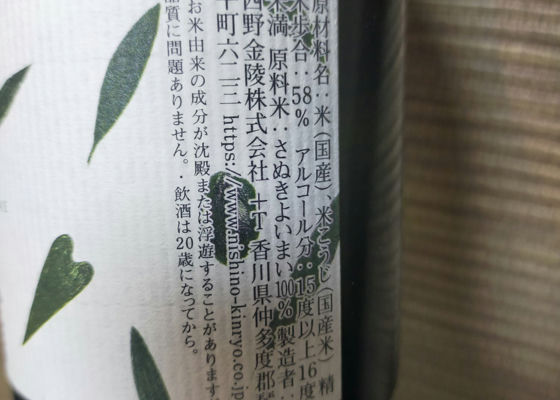 原材料名：米（国産）、米こうじ（国産米）精
米歩合：58％ アルコール分：15度以上16度
未満 原料米：さぬきよいまい100％ 製造者：
西野金陵株式会社 〒 香川県仲多度郡
町六二三 https://www.nishino-kinryo.co.jp
お米由来の成分が沈殿または浮遊することがあります
品質に問題ありません。・飲酒は20歳になってから。